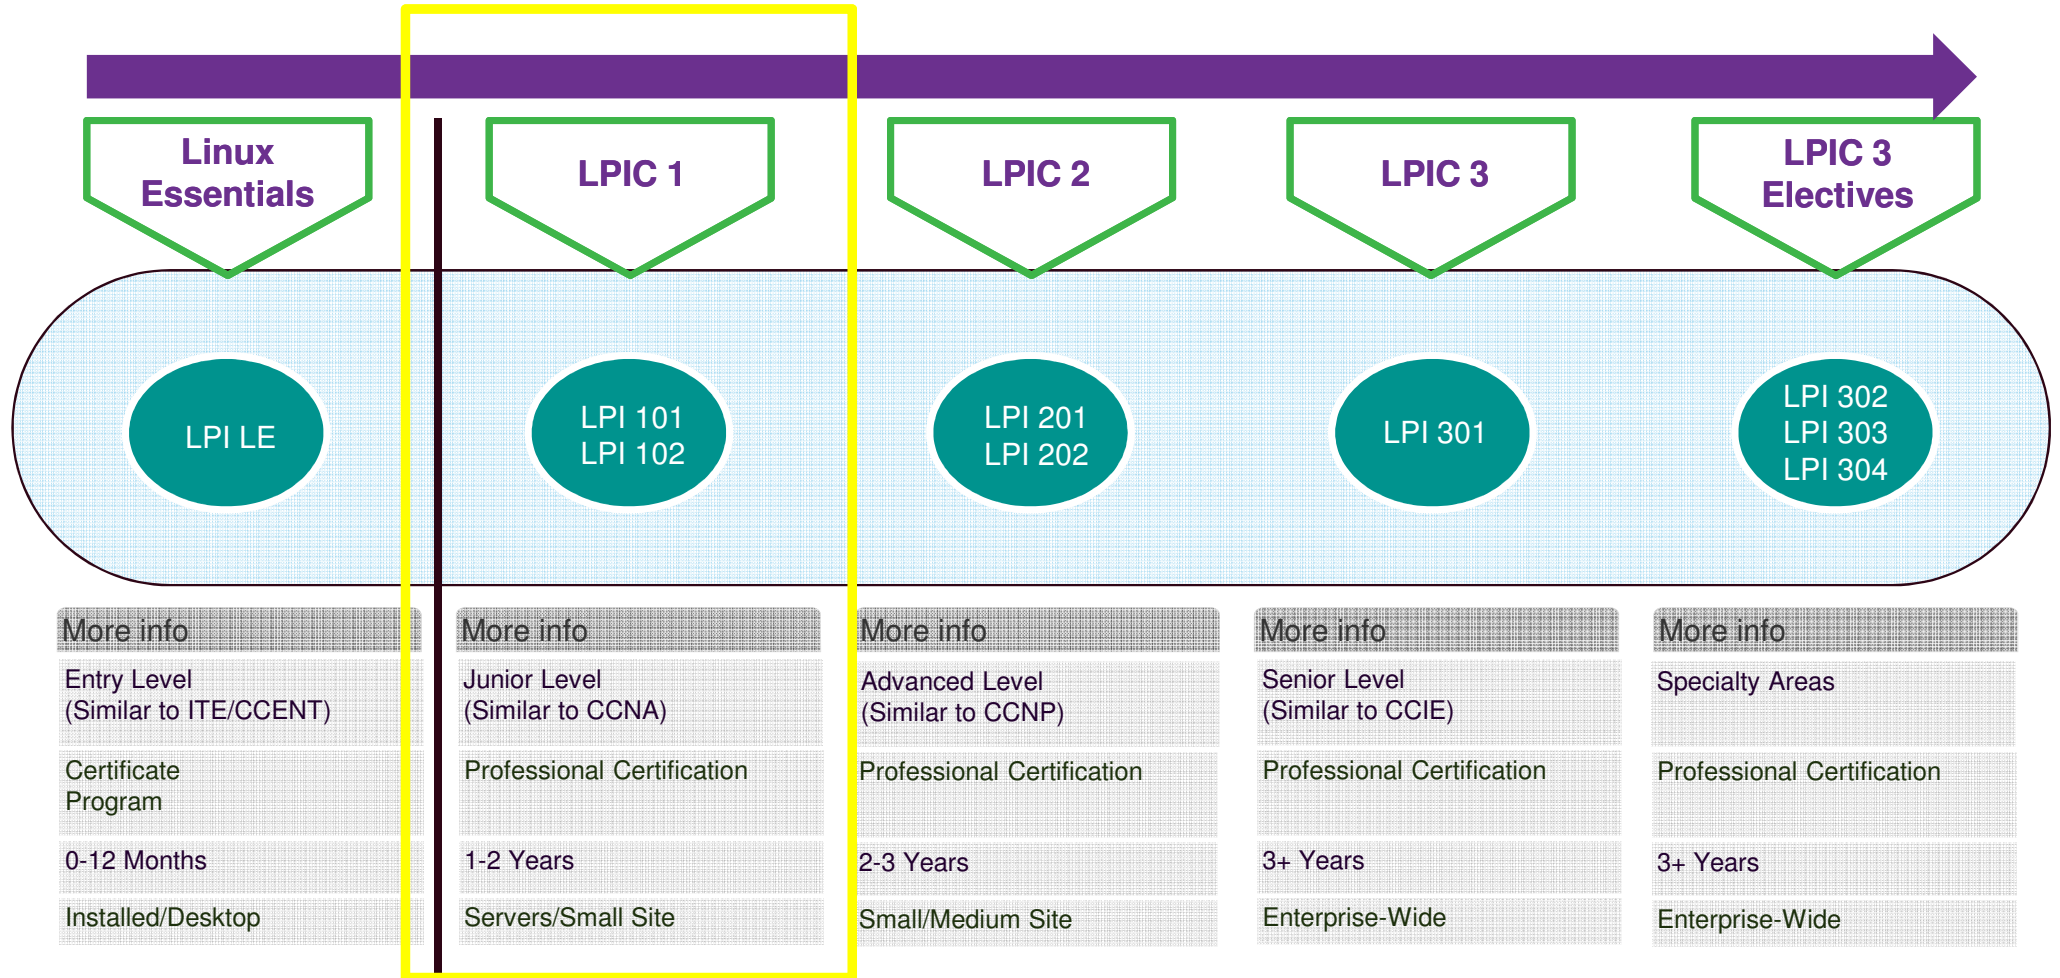 Linux
Essentials
LPIC 1
LPIC 2
LPIC 3
LPIC 3
Electives
LPI LE
LPI 101
LPI 102
LPI 201
LPI 202
LPI 301
LPI 302
LPI 303
LPI 304
More info
Entry Level
(Similar to ITE/CCENT)
Certificate
Program
0-12 Months
Installed/Desktop
More info
Junior Level
(Similar to CCNA)
Professional Certification
1-2 Years
Servers/Small Site
More info
Advanced Level
(Similar to CCNP)
Professional Certification
2-3 Years
Small/Medium Site
More info
Senior Level
(Similar to CCIE)
Professional Certification
3+ Years
Enterprise-Wide
More info
Specialty Areas
Professional Certification
3+ Years
Enterprise-Wide